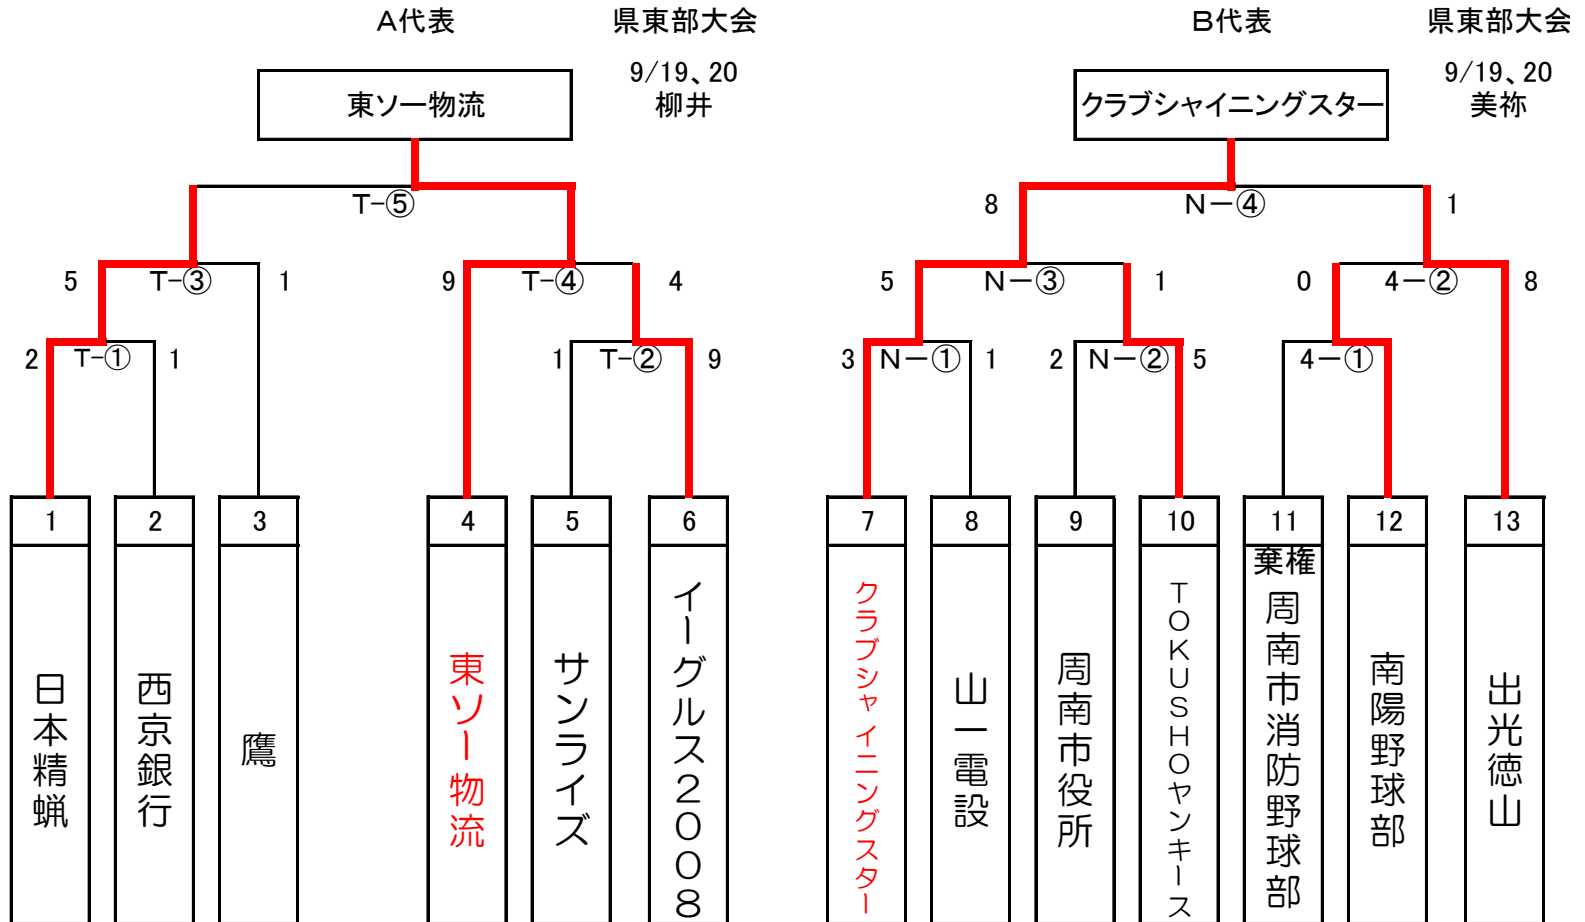 A代表
県東部大会
B代表
県東部大会
9/19、20
柳井
9/19、20
美祢
東ソー物流
クラブシャイニングスター
T-⑤
8
N－④
1
5
T-③
1
9
T-④
4
5
N－③
1
0
4－②
8
2
T-①
1
1
T-②
9
3
N－①
1
2
N－②
5
4－①
1
2
3
4
5
6
7
8
9
10
11
12
13
日本精蝋
西京銀行
鷹
東ソー物流
サンライズ
イーグルス2008
クラブシャイニングスター
山一電設
周南市役所
TOKUSHOヤンキース
棄権
周南市消防野球部
南陽野球部
出光徳山